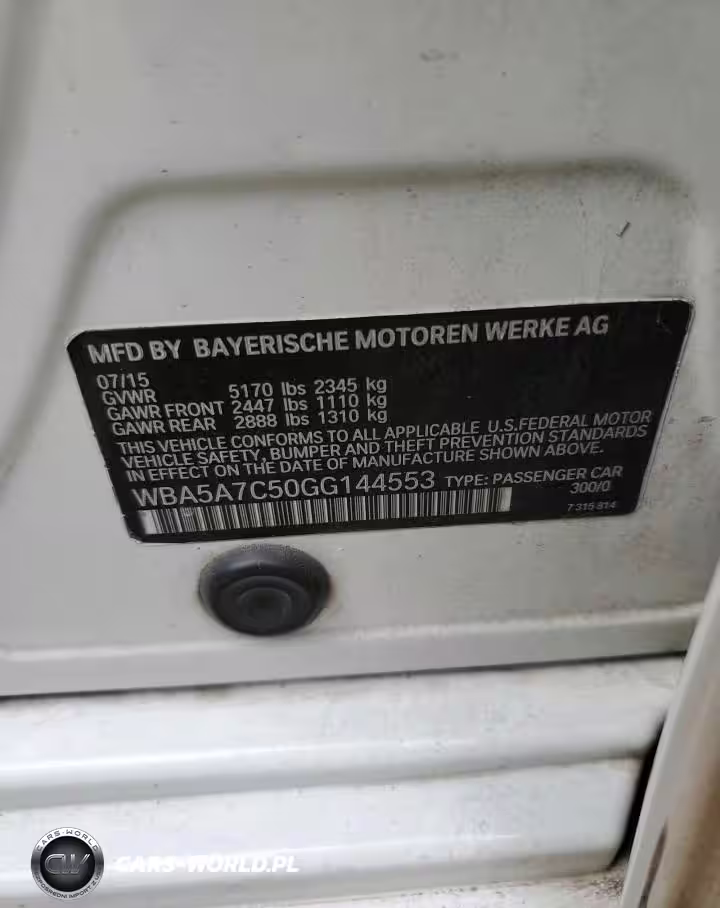 MFD BY BAYERISCHE MOTOREN WERKE AG
07/15
GVWR 5170 lbs 2345 kg
GAWR FRONT 2447 lbs 1110 kg
GAWR REAR 2888 lbs 1310 kg
THIS VEHICLE CONFORMS TO ALL APPLICABLE U.S.FEDERAL MOTOR
VEHICLE SAFETY, BUMPER AND THEFT PREVENTION STANDARDS
IN EFFECT ON THE DATE OF MANUFACTURE SHOWN ABOVE.
WBA5A7C50GG144553 TYPE: PASSENGER CAR
300/0
7 315 814
CARS-WORLD
CW
CARS-WORLD.PL